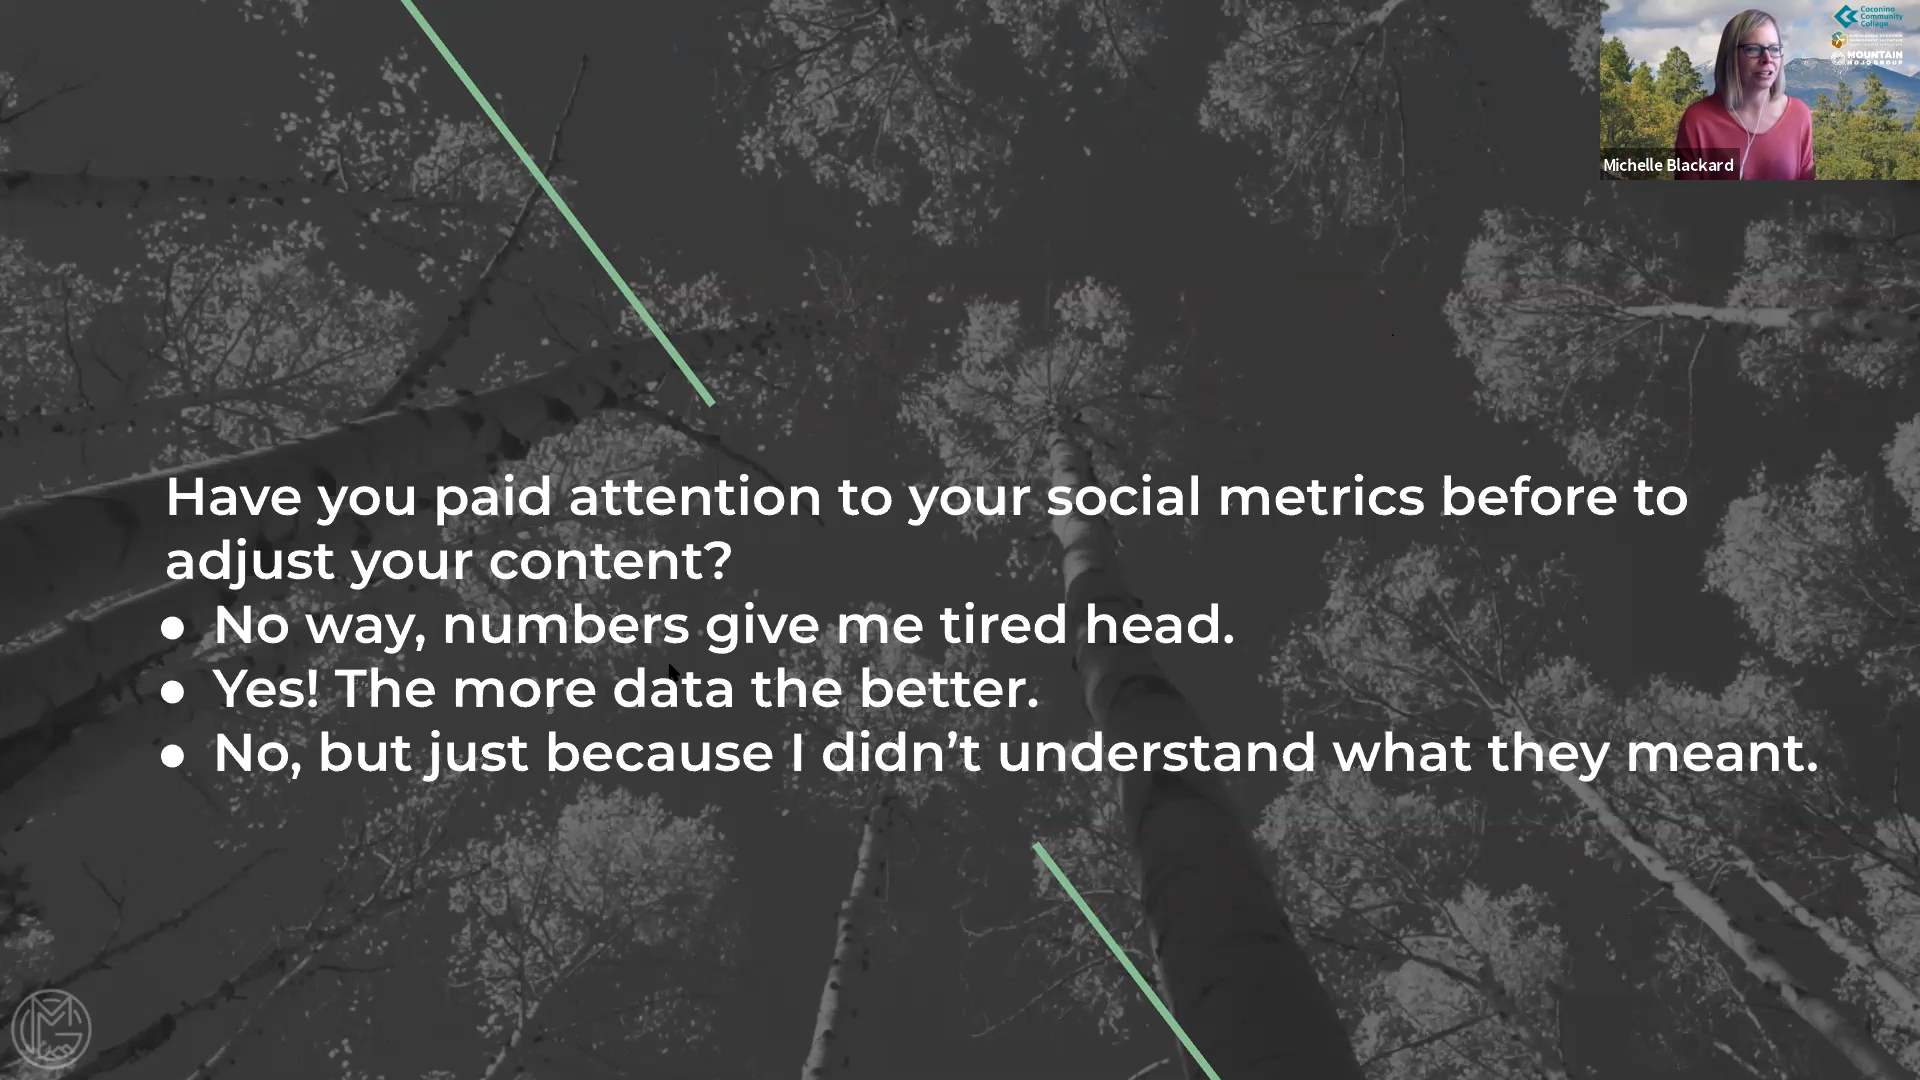 Coconino
Community
College
MOUNTAIN
MOJO GROUP
Michelle Blackard
Have you paid attention to your social metrics before to
adjust your content?
● No way, numbers give me tired head.
● Yes! The more data the better.
● No, but just because I didn’t understand what they meant.